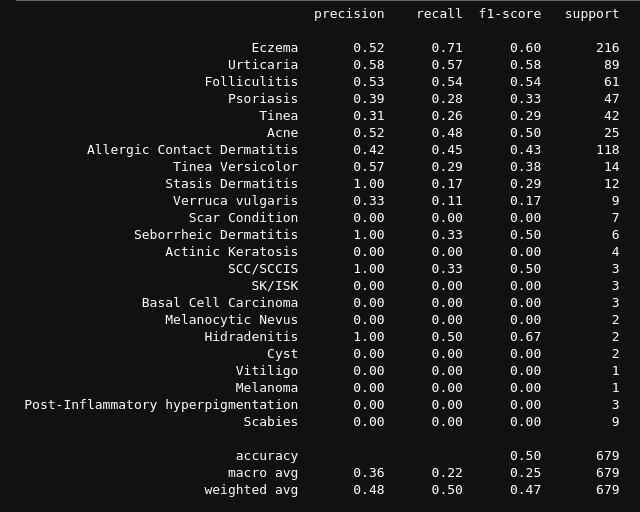 precision recall f1-score support
Eczema 0.52 0.71 0.60 216
Urticaria 0.58 0.57 0.58 89
Folliculitis 0.53 0.54 0.54 61
Psoriasis 0.39 0.28 0.33 47
Tinea 0.31 0.26 0.29 42
Acne 0.52 0.48 0.50 25
Allergic Contact Dermatitis 0.42 0.45 0.43 118
Tinea Versicolor 0.57 0.29 0.38 14
Stasis Dermatitis 1.00 0.17 0.29 12
Verruca vulgaris 0.33 0.11 0.17 9
Scar Condition 0.00 0.00 0.00 7
Seborrheic Dermatitis 1.00 0.33 0.50 6
Actinic Keratosis 0.00 0.00 0.00 4
SCC/SCCIS 1.00 0.33 0.50 3
SK/ISK 0.00 0.00 0.00 3
Basal Cell Carcinoma 0.00 0.00 0.00 3
Melanocytic Nevus 0.00 0.00 0.00 2
Hidradenitis 1.00 0.50 0.67 2
Cyst 0.00 0.00 0.00 2
Vitiligo 0.00 0.00 0.00 1
Melanoma 0.00 0.00 0.00 1
Post-Inflammatory hyperpigmentation 0.00 0.00 0.00 3
Scabies 0.00 0.00 0.00 9
accuracy 0.50 679
macro avg 0.36 0.22 0.25 679
weighted avg 0.48 0.50 0.47 679